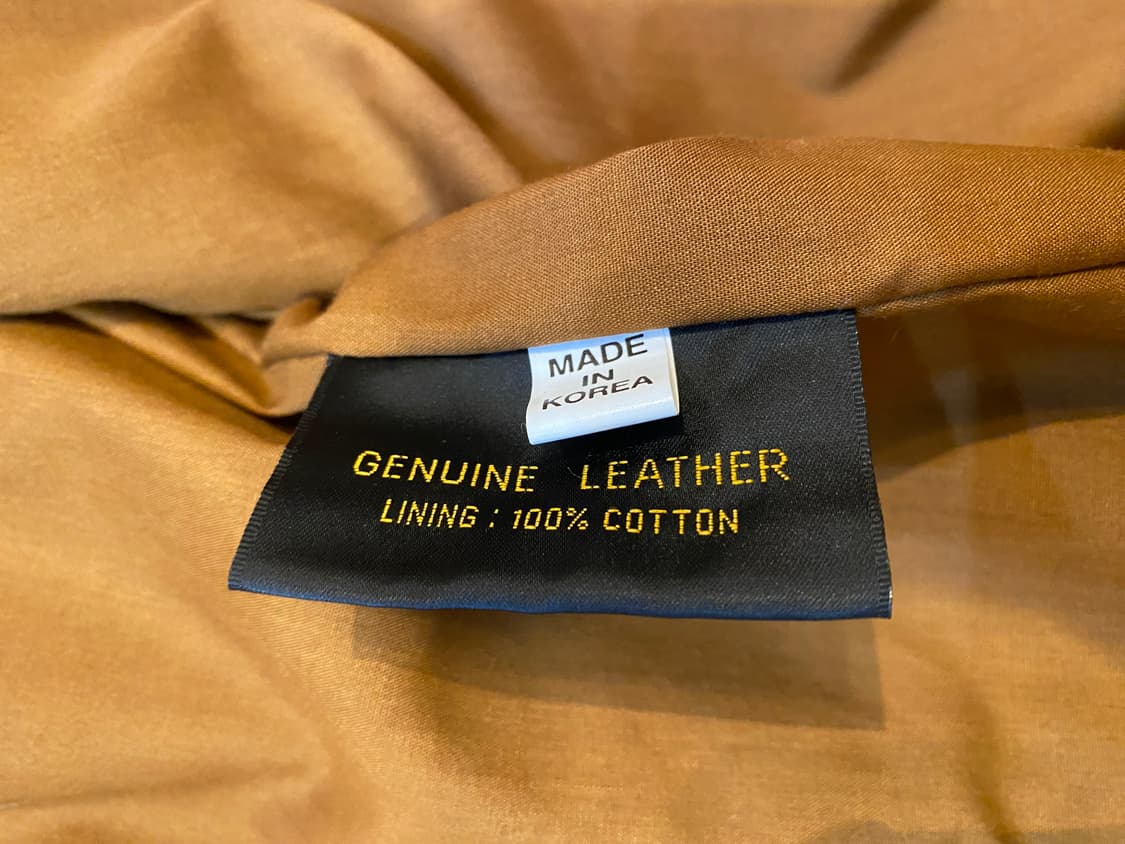 MADE
IN
KOREA
GENUINE LEATHER
LINING : 100% COTTON